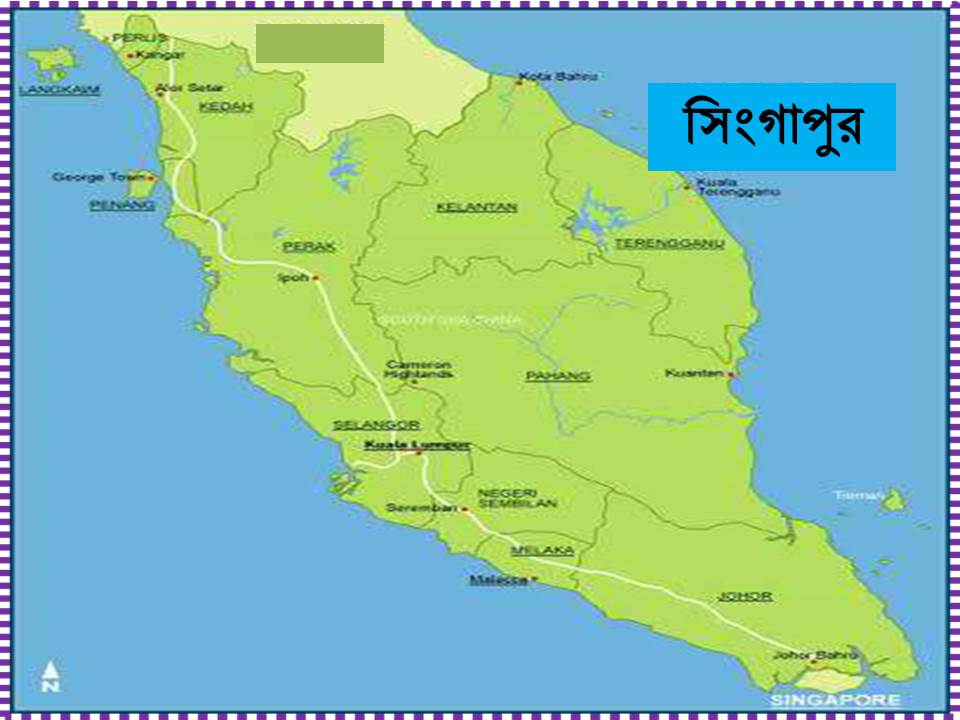 PERLIS
Kangar
LANGKAWI
Alor Setar
KEDAH
Kota Bahru
সিংগাপুর
George Town
PENANG
Kuala
Terengganu
KELANTAN
TERENGGANU
PERAK
Ipoh
SOUTH CHINA
Cameron
Highlands
PAHANG
Kuantan
SELANGOR
Kuala Lumpur
NEGERI
SEMBILAN
Seremban
Tioman
MELAKA
Malacca
JOHOR
Johor Bahru
N
SINGAPORE